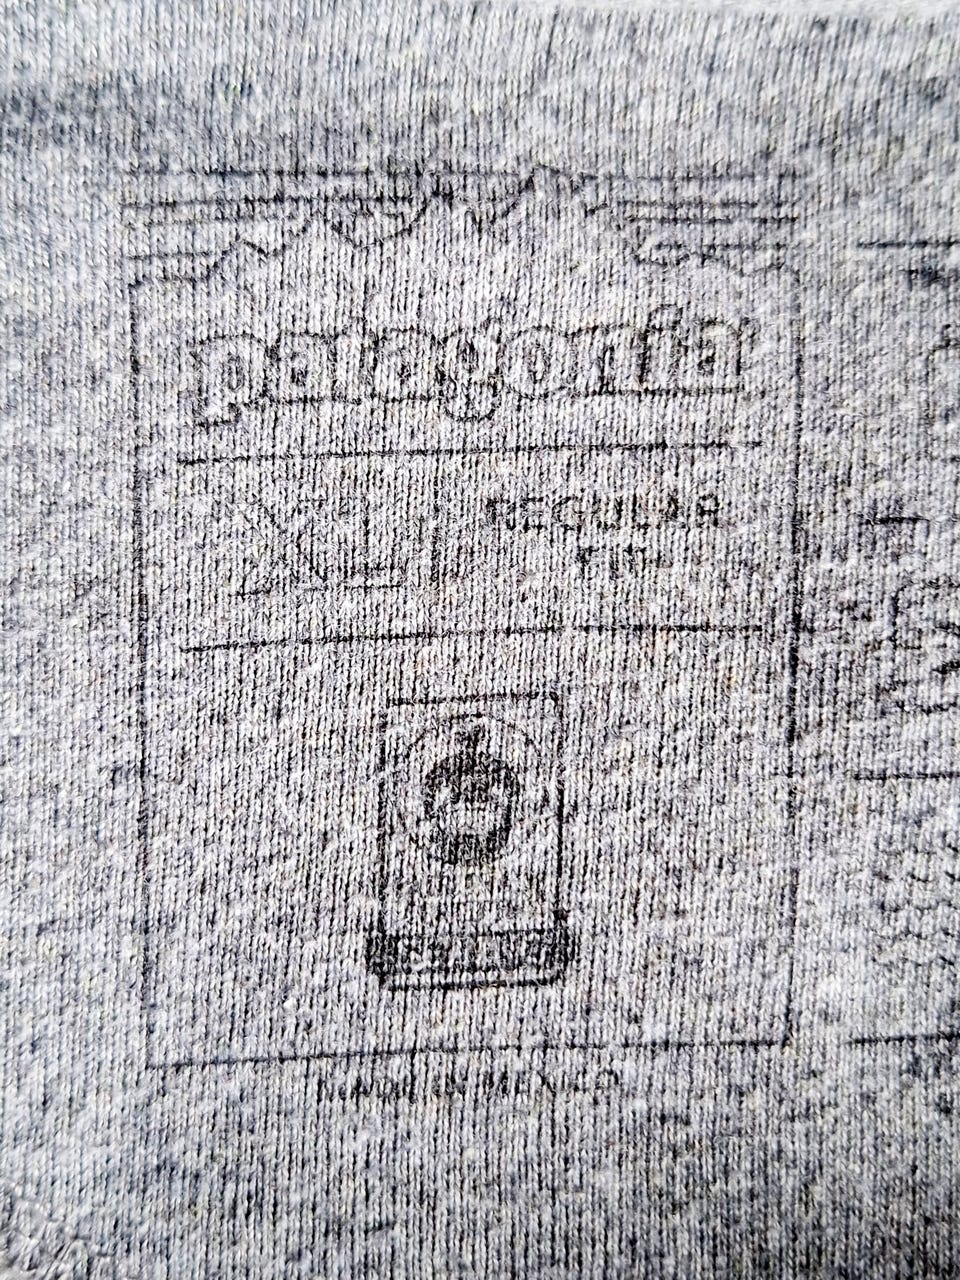 patagonia
XL
REGULAR
FIT
MADE IN MEXICO